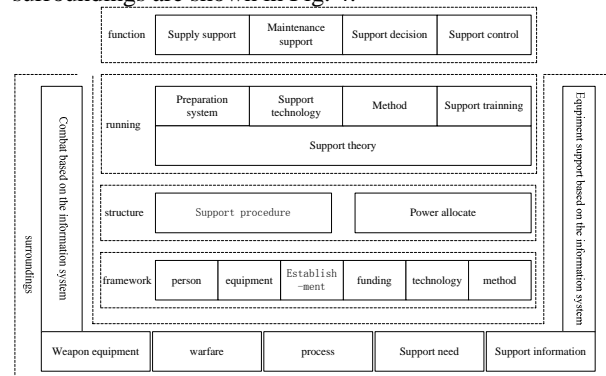 surroundings are shown in Fig. 4.
function
Supply support
Maintenance
support
Support decision
Support control
running
Preparation
system
Support
technology
Method
Support trainning
Support theory
structure
Support procedure
Power allocate
framework
person
equipment
Establish
-ment
funding
technology
method
surroundings
Combat based on the information system
Equipment support based on the information system
Weapon equipment
warfare
process
Support need
Support information